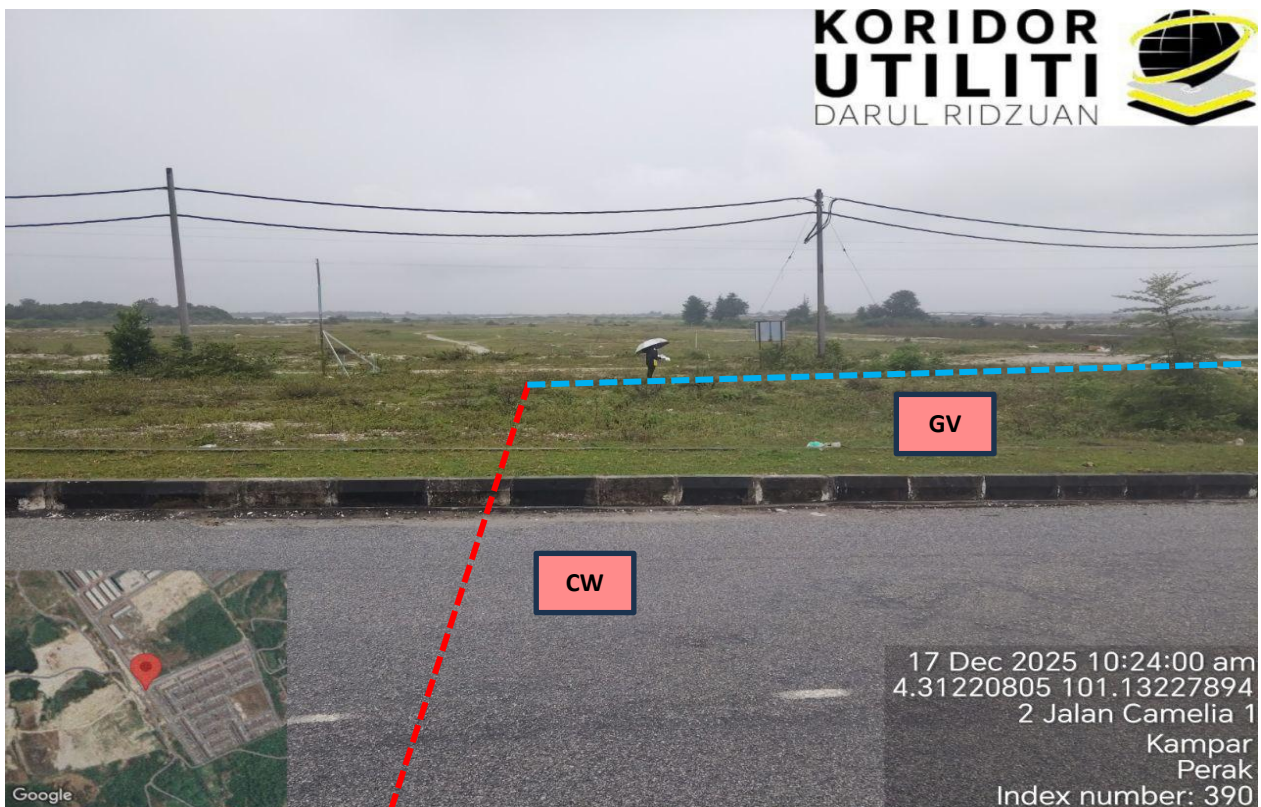 KORIDOR
UTILITI
DARUL RIDZUAN
GV
CW
17 Dec 2025 10:24:00 am
4.31220805 101.13227894
2 Jalan Camelia 1
Kampar
Perak
Index number: 390
Google